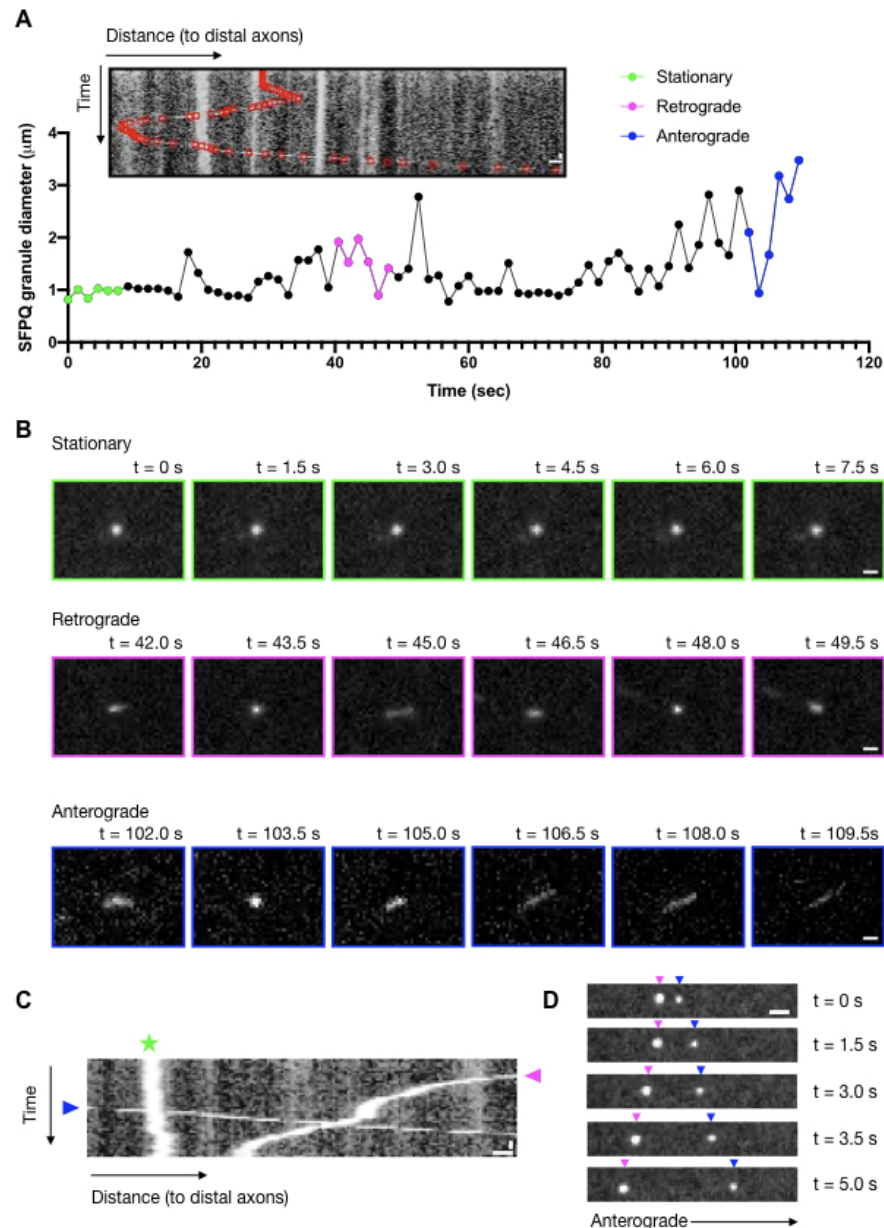 A
Distance (to distal axons)
Time
Stationary
Retrograde
Anterograde
SFPQ granule diameter (μm)
4
3
2
1
0
0 20 40 60 80 100 120
Time (sec)
B
Stationary
t = 0 s t = 1.5 s t = 3.0 s t = 4.5 s t = 6.0 s t = 7.5 s
Retrograde
t = 42.0 s t = 43.5 s t = 45.0 s t = 46.5 s t = 48.0 s t = 49.5 s
Anterograde
t = 102.0 s t = 103.5 s t = 105.0 s t = 106.5 s t = 108.0 s t = 109.5 s
C
Time
Distance (to distal axons)
D
t = 0 s
t = 1.5 s
t = 3.0 s
t = 3.5 s
t = 5.0 s
Anterograde